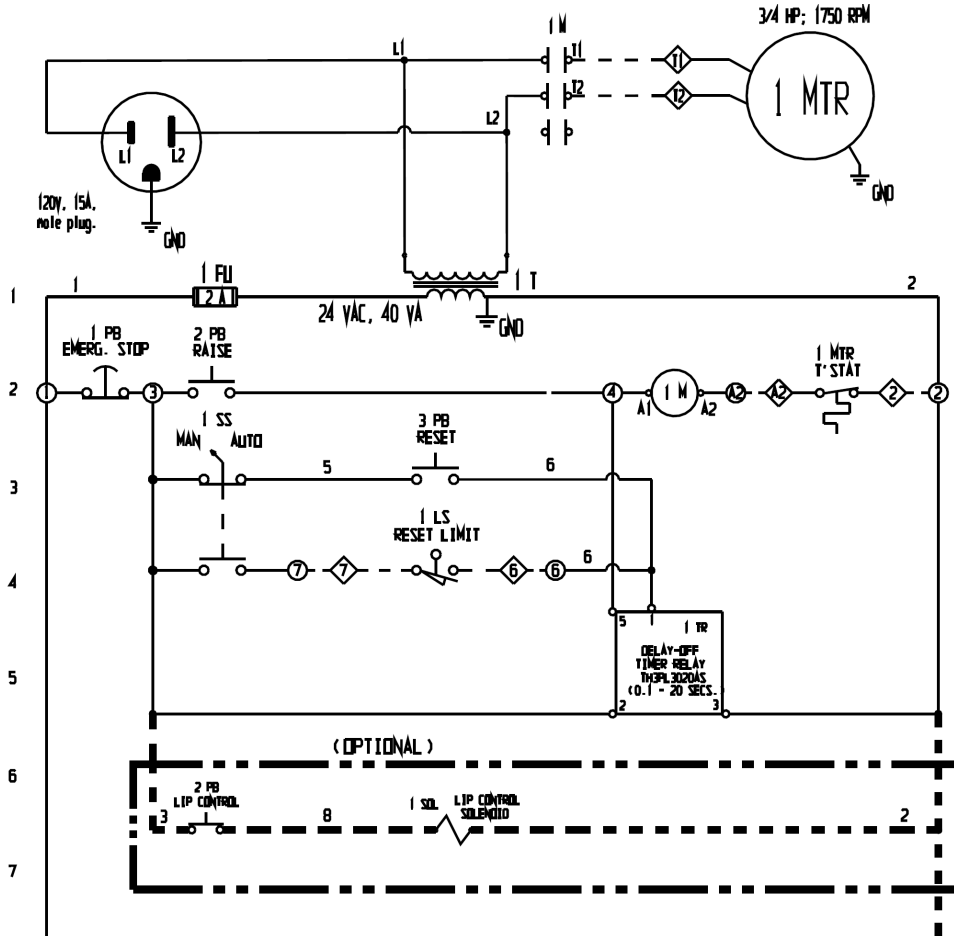 3/4 HP; 1750 RPM
1 M
L1
T1
T1
1 MTR
T2
T2
L2
L1
L2
120V, 15A,
male plug.
GND
GND
1 FU
1
2 A
1 T
2
1
24 VAC, 40 VA
GND
1 PB
EMERG. STOP
2 PB
RAISE
1 MTR
T'STAT
2
1
3
4
A1
1 M
A2
A2
A2
2
2
1 SS
MAN
AUTO
3 PB
RESET
3
5
6
1 LS
RESET LIMIT
4
7
7
6
6
6
5
1
1 TR
DELAY-OFF
TIMER RELAY
TH3PL3020AS
(0.1 - 20 SECS.
2
3
5
(OPTIONAL)
6
2 PB
LIP CONTROL
3
8
1 SOL
LIP CONTROL
SOLENOID
2
7